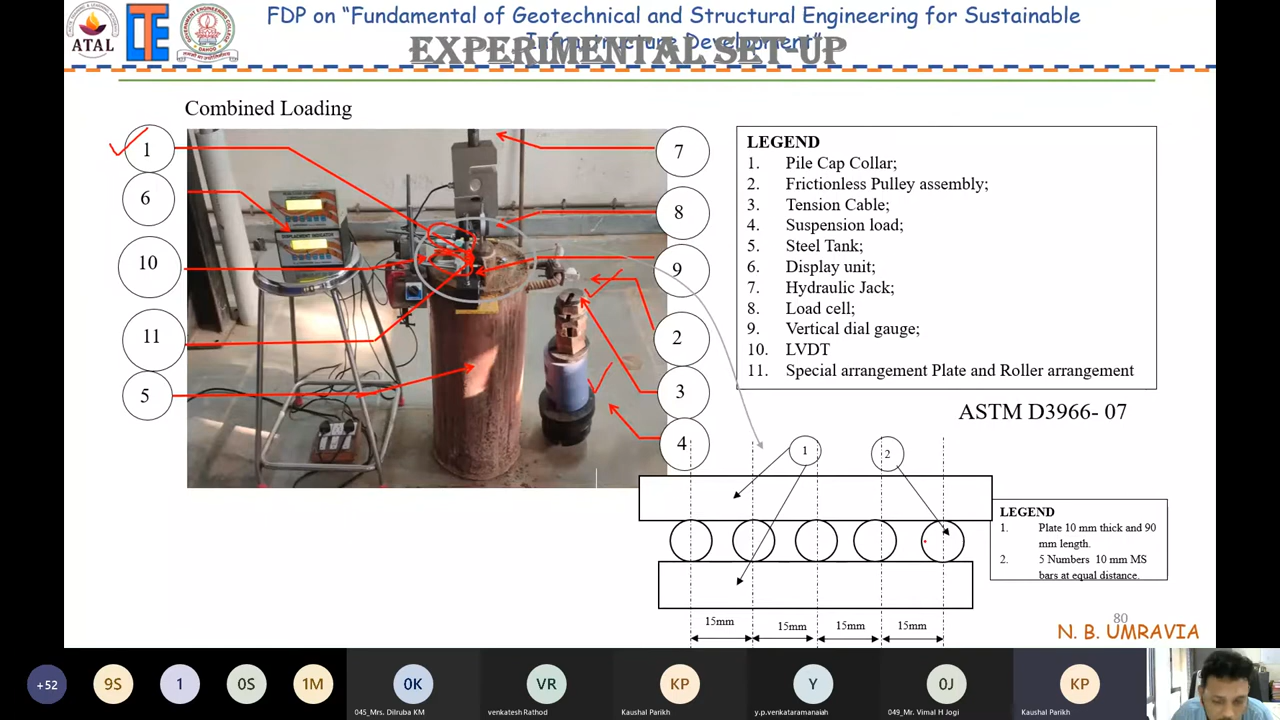 FDP on “Fundamental of Geotechnical and Structural Engineering for Sustainable
Infrastructure Development”
EXPERIMENTAL SET-UP
ATAL
LTE
Combined Loading
1
6
10
11
5
7
8
9
2
3
4
DISPLACEMENT INDICATOR
LEGEND
1. Pile Cap Collar;
2. Frictionless Pulley assembly;
3. Tension Cable;
4. Suspension load;
5. Steel Tank;
6. Display unit;
7. Hydraulic Jack;
8. Load cell;
9. Vertical dial gauge;
10. LVDT
11. Special arrangement Plate and Roller arrangement
ASTM D3966- 07
1
2
LEGEND
1. Plate 10 mm thick and 90
mm length.
2. 5 Numbers 10 mm MS
bars at equal distance.
15mm
15mm
15mm
15mm
80
N. B. UMRAVIA
+52
9S
1
0S
1M
0K
VR
KP
Y
0J
KP
045_Mrs. Dilruba KM
venkatesh Rathod
Kaushal Parikh
y.p.venkataramanaiah
049_Mr. Vimal H Jogi
Kaushal Parikh